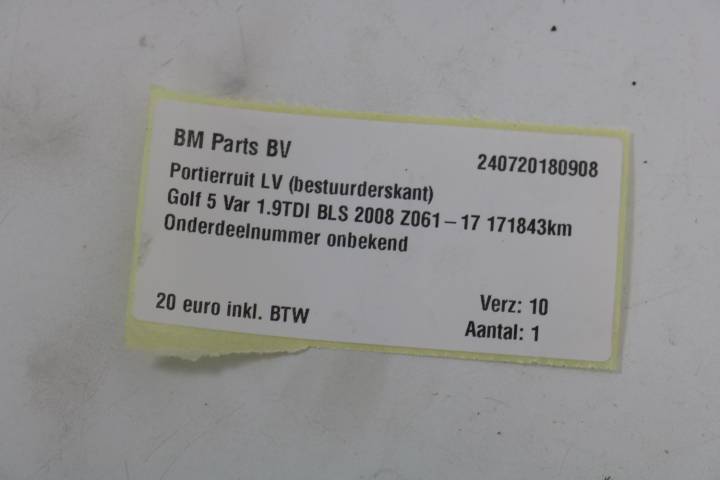 BM Parts BV
240720180908
Portierruit LV (bestuurderskant)
Golf 5 Var 1.9TDI BLS 2008 Z061-17 171843km
Onderdeelnummer onbekend
20 euro inkl. BTW
Verz: 10
Aantal: 1